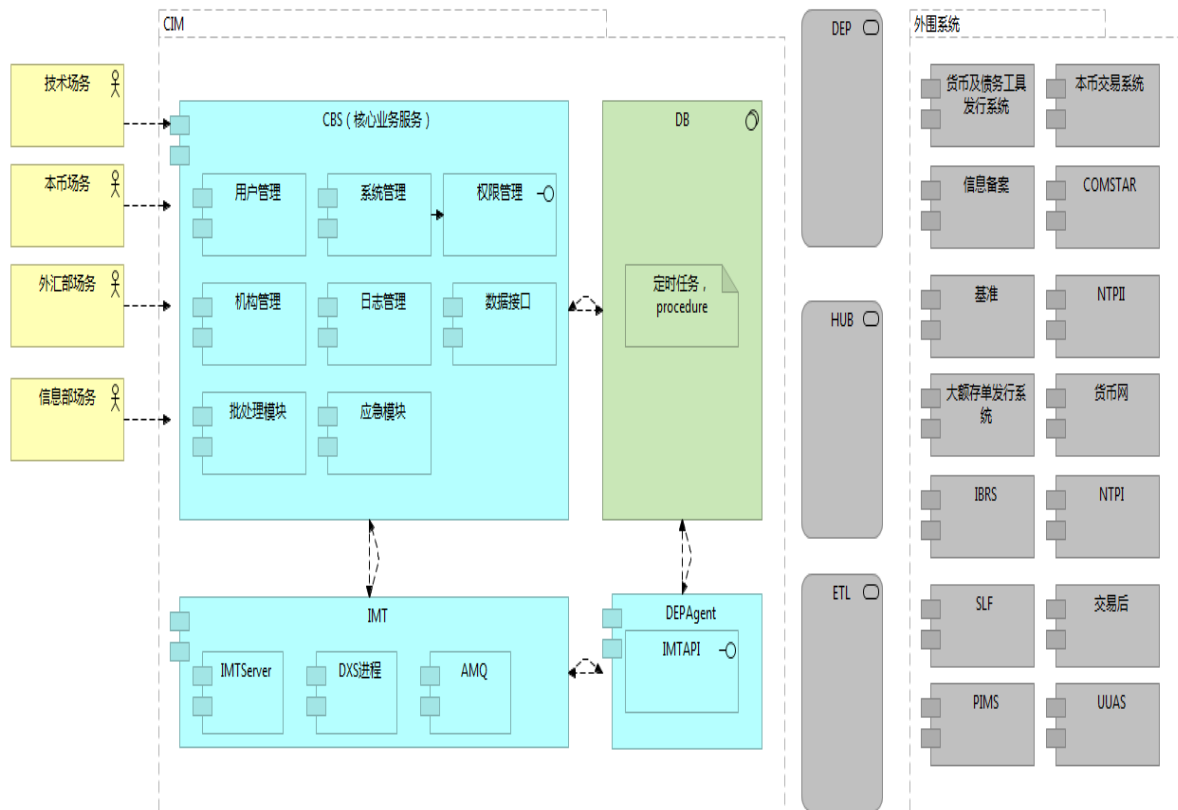 CIM
DEP
外围系统
技术场务
本币场务
外汇部场务
信息部场务
CBS（核心业务服务）
用户管理
系统管理
权限管理
机构管理
日志管理
数据接口
批处理模块
应急模块
DB
定时任务，
procedure
IMT
IMTServer
DXS进程
AMQ
DEPAgent
IMTAPI
HUB
ETL
货币及债务工具
发行系统
本币交易系统
信息备案
COMSTAR
基准
NTPII
大额存单发行系
统
货币网
IBRS
NTPI
SLF
交易后
PIMS
UUAS